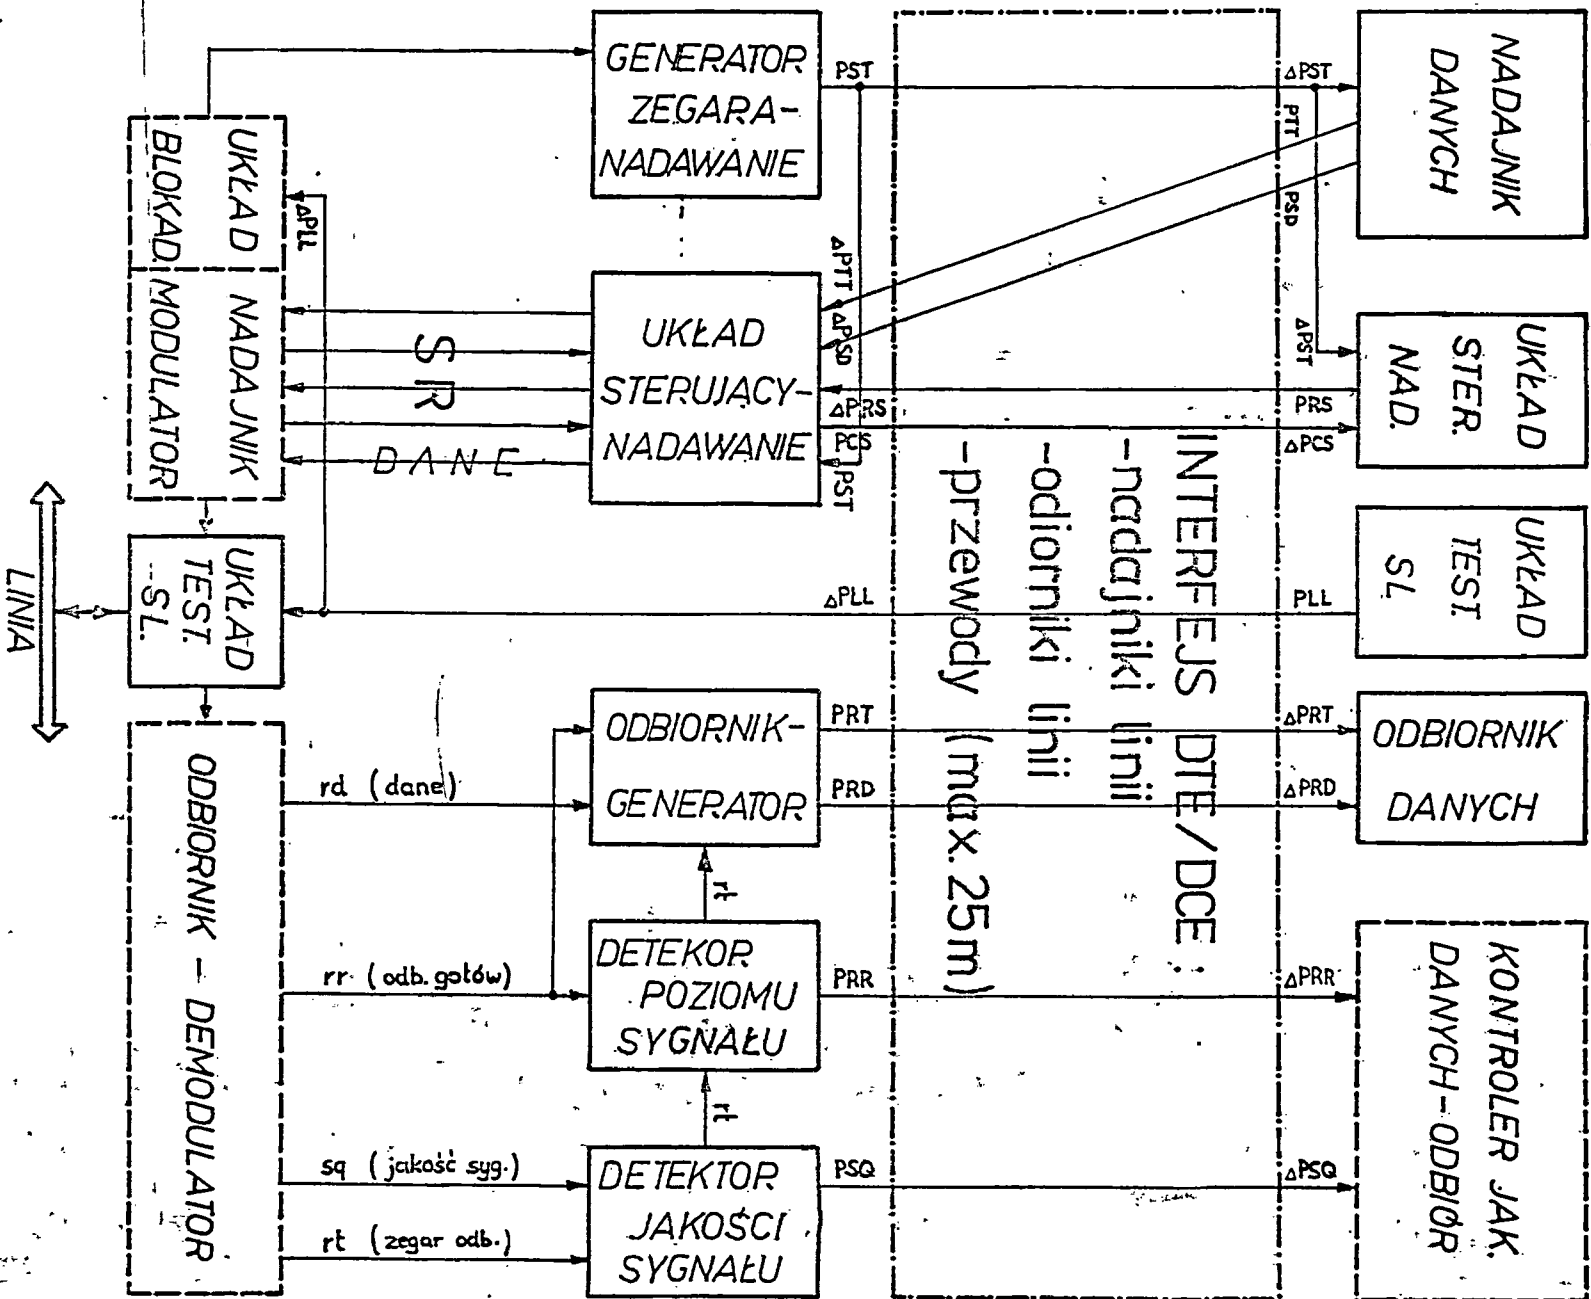 GENERATOR
ZEGARA-
NADAWANIE
PST
ΔPST
NADAJNIK
DANYCH
PTT
PSD
UKŁAD
BLOKAD.
ΔPLL
NADAJNIK
MODULATOR
S R
DANE
UKŁAD
STERUJĄCY-
NADAWANIE
ΔPTT
ΔPSD
ΔPRS
PCS
PST
ΔPST
PRS
ΔPCS
UKŁAD
STER.
NAD.
INTERFEJS DTE/DCE:
-nadajniki linii
-odiorniki linii
-przewody (max. 25m)
LINIA
UKŁAD
TEST.
SL.
ΔPLL
PLL
UKŁAD
TEST.
SL
ODBIORNIK-
GENERATOR
PRT
PRD
ΔPRT
ΔPRD
ODBIORNIK
DANYCH
ODBIORNIK - DEMODULATOR
rd (dane)
rt
rr (odb. gotów)
DETEKOR
POZIOMU
SYGNAŁU
PRR
ΔPRR
KONTROLER JAK.
DANYCH-ODBIÓR
rt
sq (jakość syg.)
rt (zegar odb.)
DETEKTOR
JAKOŚCI
SYGNAŁU
PSQ
ΔPSQ